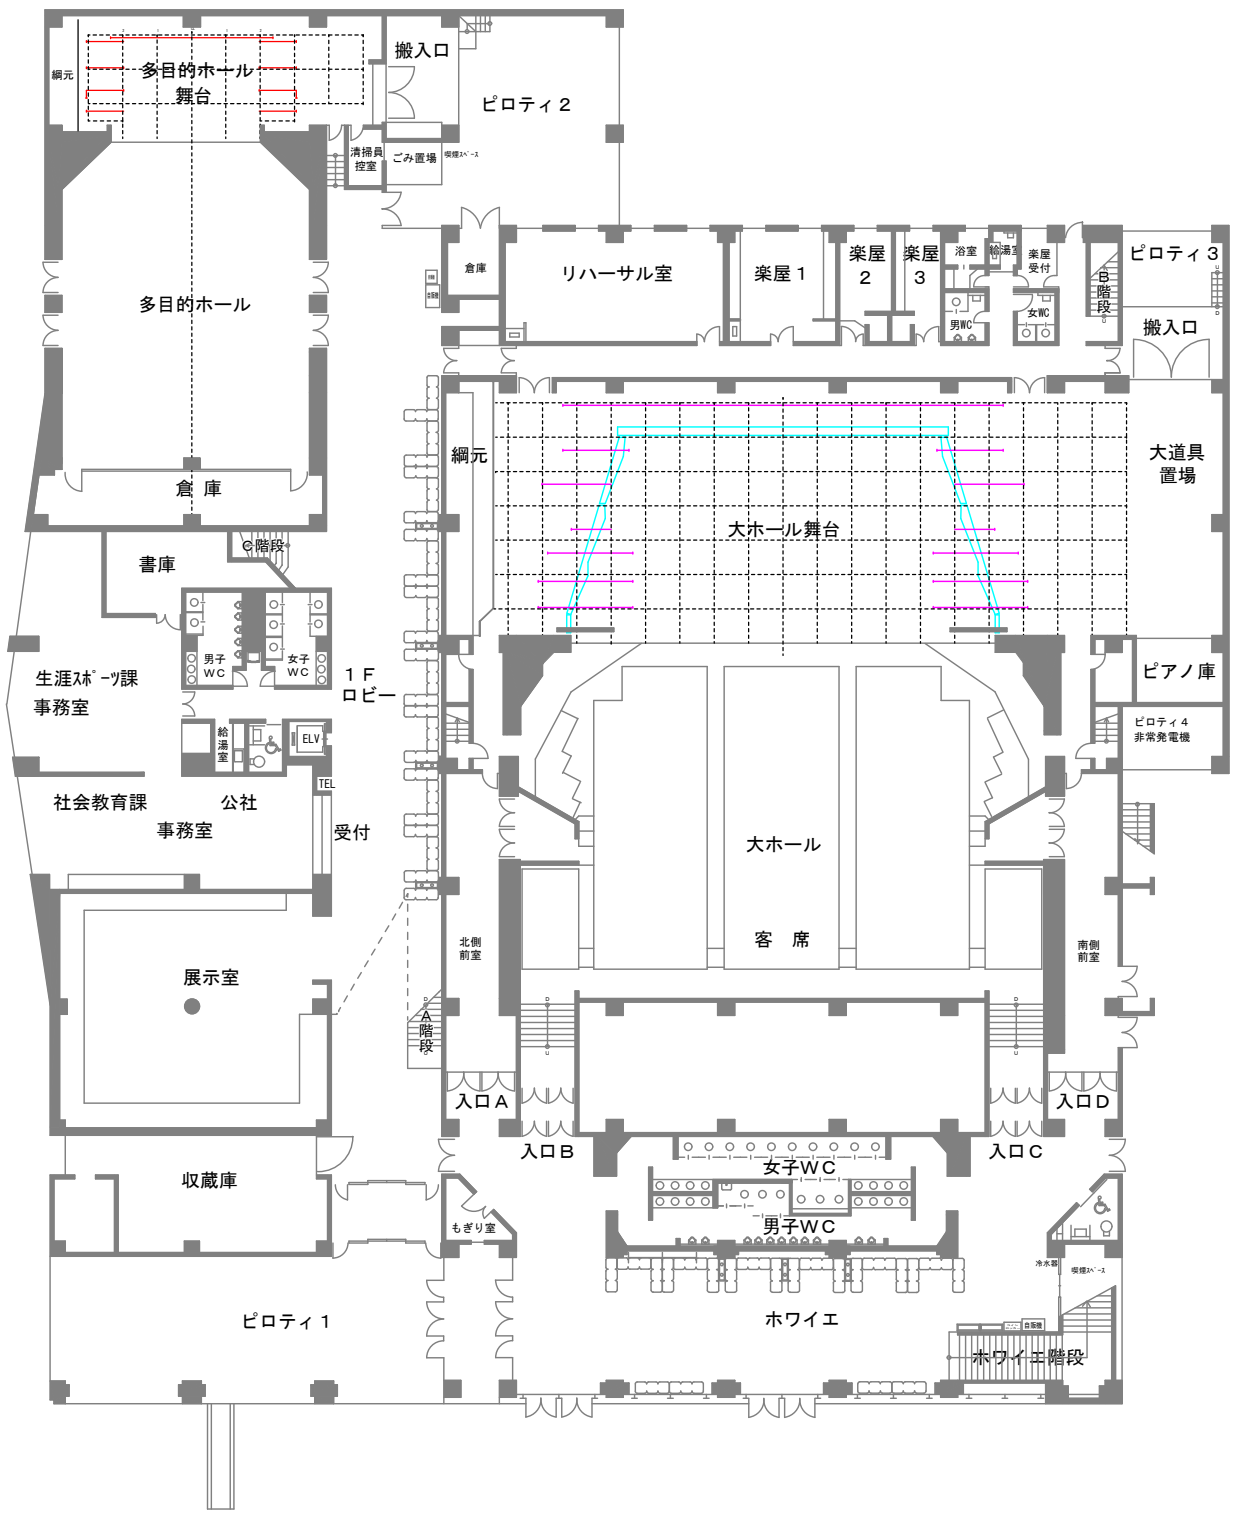 綱元
多目的ホール
舞台
搬入口
ピロティ２
清掃員
控室
ごみ置場
喫煙スペース
倉庫
リハーサル室
楽屋１
楽屋
２
楽屋
３
浴室
給湯室
楽屋
受付
男WC
女WC
Ｂ階段
ピロティ３
搬入口
多目的ホール
倉 庫
綱元
大ホール舞台
大道具
置場
書庫
Ｃ階段
男子
ＷＣ
女子
ＷＣ
１Ｆ
ロビー
生涯スポーツ課
事務室
給湯室
ELV
TEL
ピアノ庫
ピロティ４
非常発電機
社会教育課
公社
事務室
受付
大ホール
客 席
北側
前室
南側
前室
展示室
Ａ階段
入口Ａ
入口Ｂ
入口Ｃ
入口Ｄ
女子ＷＣ
男子ＷＣ
収蔵庫
もぎり室
冷水器
喫煙スペース
自販機
ピロティ１
ホワイエ
ホワイエ階段